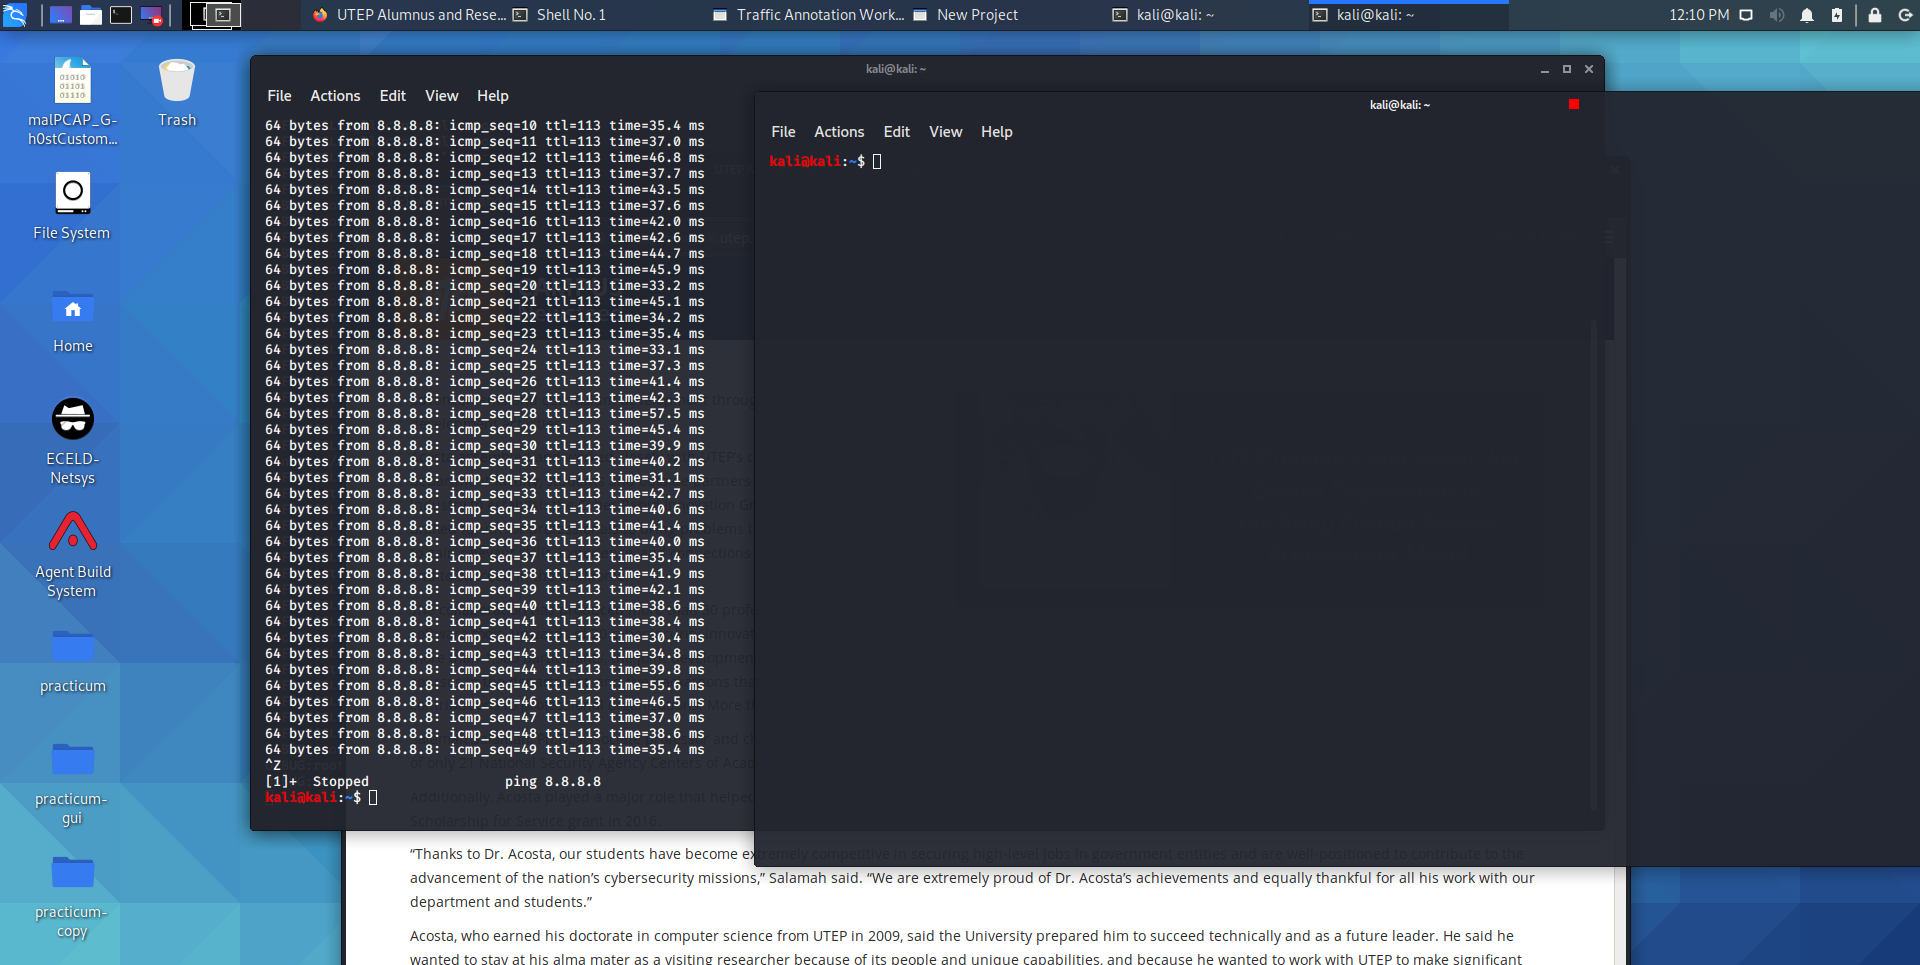 UTEP Alumnus and Rese...
Shell No. 1
Traffic Annotation Work...
New Project
kali@kali: ~
kali@kali: ~
12:10 PM
malPCAP_G-
h0stCustom...
Trash
File System
Home
ECELD-
Netsys
Agent Build
System
practicum
practicum-
gui
practicum-
copy
kali@kali: ~
File Actions Edit View Help
64 bytes from 8.8.8.8: icmp_seq=10 ttl=113 time=35.4 ms
64 bytes from 8.8.8.8: icmp_seq=11 ttl=113 time=37.0 ms
64 bytes from 8.8.8.8: icmp_seq=12 ttl=113 time=46.8 ms
64 bytes from 8.8.8.8: icmp_seq=13 ttl=113 time=37.7 ms
64 bytes from 8.8.8.8: icmp_seq=14 ttl=113 time=43.5 ms
64 bytes from 8.8.8.8: icmp_seq=15 ttl=113 time=37.6 ms
64 bytes from 8.8.8.8: icmp_seq=16 ttl=113 time=42.0 ms
64 bytes from 8.8.8.8: icmp_seq=17 ttl=113 time=42.6 ms
64 bytes from 8.8.8.8: icmp_seq=18 ttl=113 time=44.7 ms
64 bytes from 8.8.8.8: icmp_seq=19 ttl=113 time=45.9 ms
64 bytes from 8.8.8.8: icmp_seq=20 ttl=113 time=33.2 ms
64 bytes from 8.8.8.8: icmp_seq=21 ttl=113 time=45.1 ms
64 bytes from 8.8.8.8: icmp_seq=22 ttl=113 time=34.2 ms
64 bytes from 8.8.8.8: icmp_seq=23 ttl=113 time=35.4 ms
64 bytes from 8.8.8.8: icmp_seq=24 ttl=113 time=33.1 ms
64 bytes from 8.8.8.8: icmp_seq=25 ttl=113 time=37.3 ms
64 bytes from 8.8.8.8: icmp_seq=26 ttl=113 time=41.4 ms
64 bytes from 8.8.8.8: icmp_seq=27 ttl=113 time=42.3 ms
64 bytes from 8.8.8.8: icmp_seq=28 ttl=113 time=57.5 ms
64 bytes from 8.8.8.8: icmp_seq=29 ttl=113 time=45.4 ms
64 bytes from 8.8.8.8: icmp_seq=30 ttl=113 time=39.9 ms
64 bytes from 8.8.8.8: icmp_seq=31 ttl=113 time=40.2 ms
64 bytes from 8.8.8.8: icmp_seq=32 ttl=113 time=31.1 ms
64 bytes from 8.8.8.8: icmp_seq=33 ttl=113 time=42.7 ms
64 bytes from 8.8.8.8: icmp_seq=34 ttl=113 time=40.6 ms
64 bytes from 8.8.8.8: icmp_seq=35 ttl=113 time=41.4 ms
64 bytes from 8.8.8.8: icmp_seq=36 ttl=113 time=40.0 ms
64 bytes from 8.8.8.8: icmp_seq=37 ttl=113 time=35.4 ms
64 bytes from 8.8.8.8: icmp_seq=38 ttl=113 time=41.9 ms
64 bytes from 8.8.8.8: icmp_seq=39 ttl=113 time=42.1 ms
64 bytes from 8.8.8.8: icmp_seq=40 ttl=113 time=38.6 ms
64 bytes from 8.8.8.8: icmp_seq=41 ttl=113 time=38.4 ms
64 bytes from 8.8.8.8: icmp_seq=42 ttl=113 time=30.4 ms
64 bytes from 8.8.8.8: icmp_seq=43 ttl=113 time=34.8 ms
64 bytes from 8.8.8.8: icmp_seq=44 ttl=113 time=39.8 ms
64 bytes from 8.8.8.8: icmp_seq=45 ttl=113 time=55.6 ms
64 bytes from 8.8.8.8: icmp_seq=46 ttl=113 time=46.5 ms
64 bytes from 8.8.8.8: icmp_seq=47 ttl=113 time=37.0 ms
64 bytes from 8.8.8.8: icmp_seq=48 ttl=113 time=38.6 ms
64 bytes from 8.8.8.8: icmp_seq=49 ttl=113 time=35.4 ms
^Z
[1]+ Stopped ping 8.8.8.8
kali@kali:~$
kali@kali: ~
File Actions Edit View Help
kali@kali:~$
of only 21 National Security Agency Centers of Acad
Additionally, Acosta played a major role that helped
Scholarship for Service grant in 2016.
“Thanks to Dr. Acosta, our students have become extremely competitive in securing high-level jobs in government entities and are well-positioned to contribute to the
advancement of the nation’s cybersecurity missions,” Salamah said. “We are extremely proud of Dr. Acosta’s achievements and equally thankful for all his work with our
department and students.”
Acosta, who earned his doctorate in computer science from UTEP in 2009, said the University prepared him to succeed technically and as a future leader. He said he
wanted to stay at his alma mater as a visiting researcher because of its people and unique capabilities, and because he wanted to work with UTEP to make significant